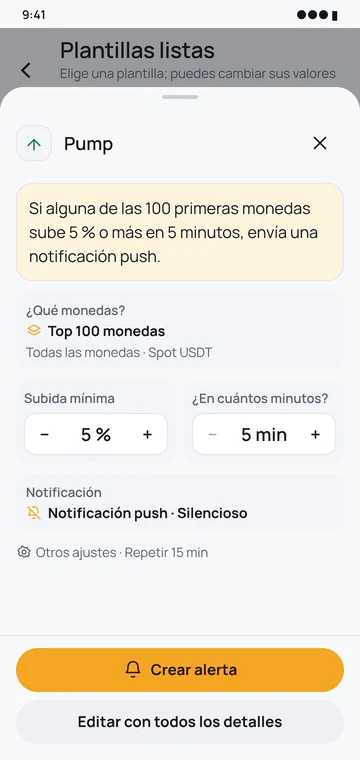 9:41
Plantillas listas
Elige una plantilla; puedes cambiar sus valores
Pump
Si alguna de las 100 primeras monedas
sube 5 % o más en 5 minutos, envía una
notificación push.
¿Qué monedas?
Top 100 monedas
Todas las monedas · Spot USDT
Subida mínima
¿En cuántos minutos?
− 5 % +
− 5 min +
Notificación
Notificación push · Silencioso
Otros ajustes · Repetir 15 min
Crear alerta
Editar con todos los detalles